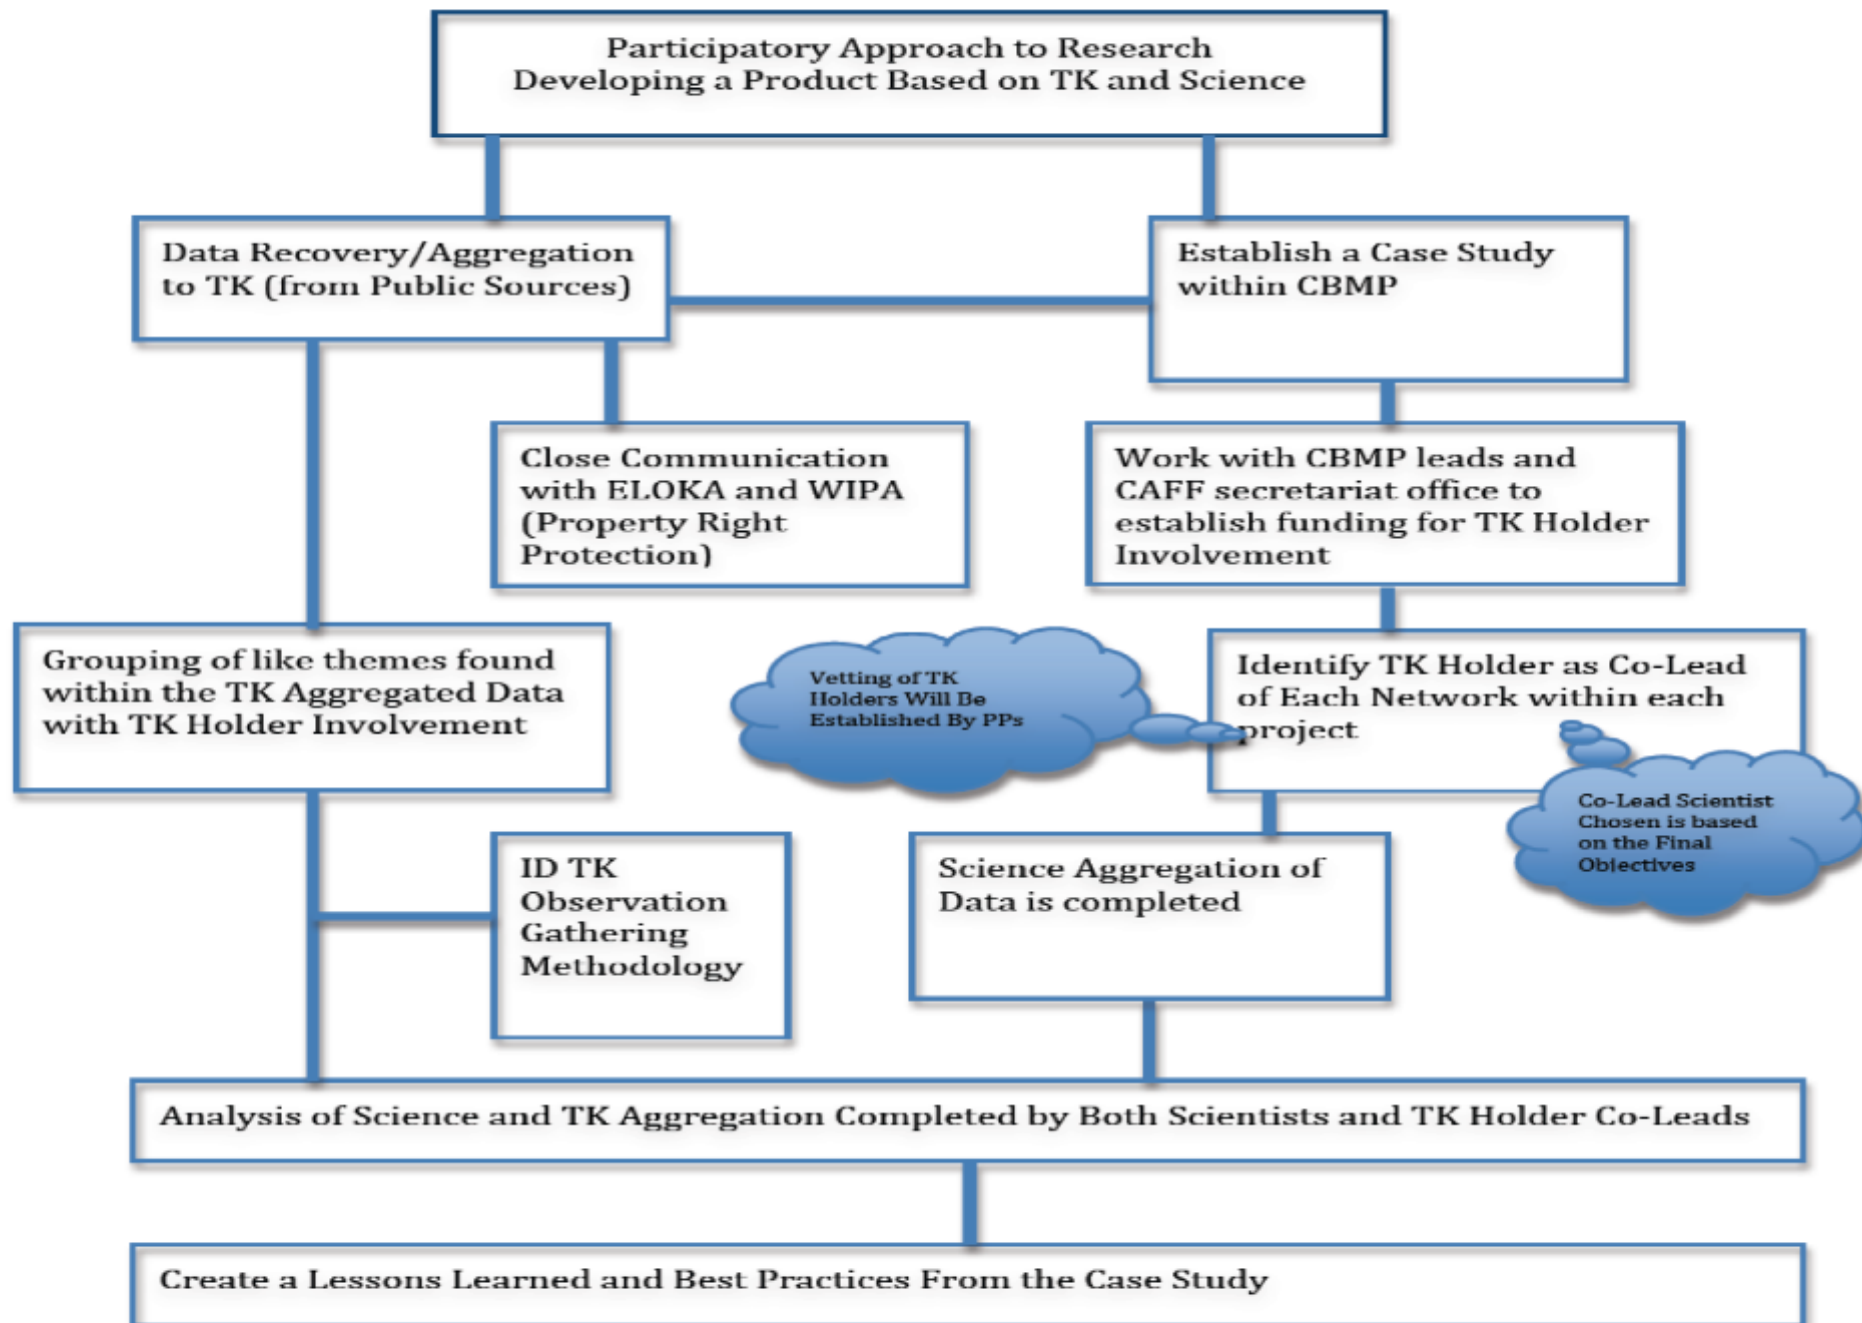 Participatory Approach to Research
Developing a Product Based on TK and Science
Data Recovery/Aggregation
to TK (from Public Sources)
Establish a Case Study
within CBMP
Close Communication
with ELOKA and WIPA
(Property Right
Protection)
Work with CBMP leads and
CAFF secretariat office to
establish funding for TK Holder
Involvement
Grouping of like themes found
within the TK Aggregated Data
with TK Holder Involvement
Vetting of TK
Holders Will Be
Established By PPs
Identify TK Holder as Co-Lead
of Each Network within each
project
Co-Lead Scientist
Chosen is based
on the Final
Objectives
ID TK
Observation
Gathering
Methodology
Science Aggregation of
Data is completed
Analysis of Science and TK Aggregation Completed by Both Scientists and TK Holder Co-Leads
Create a Lessons Learned and Best Practices From the Case Study